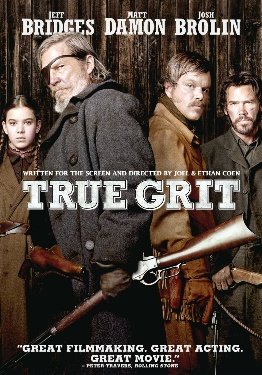 JEFF MATT JOSH
BRIDGES DAMON BROLIN
WRITTEN FOR THE SCREEN AND DIRECTED BY JOEL & ETHAN COEN
TRUE GRIT
"GREAT FILMMAKING. GREAT ACTING.
GREAT MOVIE."
- PETER TRAVERS, ROLLING STONE